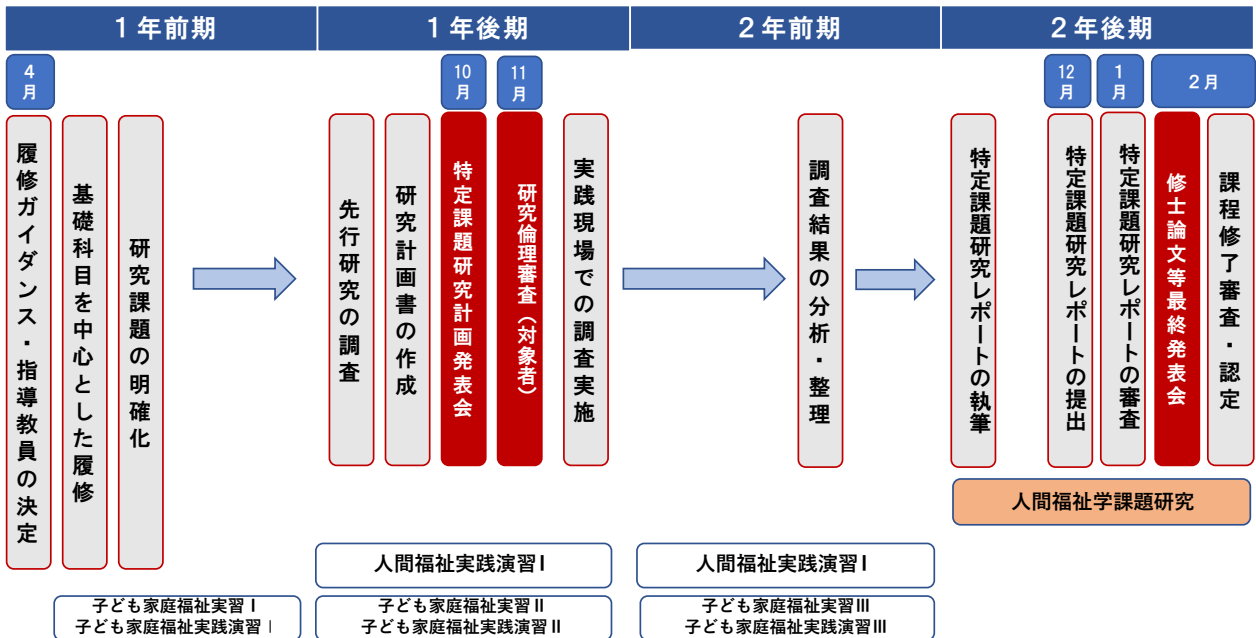 1年前期
1年後期
2年前期
2年後期
4月
10月
11月
12月
1月
2月
履修ガイダンス・指導教員の決定
基礎科目を中心とした履修
研究課題の明確化
先行研究の調査
研究計画書の作成
特定課題研究計画発表会
研究倫理審査（対象者）
実践現場での調査実施
調査結果の分析・整理
特定課題研究レポートの執筆
特定課題研究レポートの提出
特定課題研究レポートの審査
修士論文等最終発表会
課程修了審査・認定
人間福祉学課題研究
人間福祉実践演習Ⅰ
人間福祉実践演習Ⅰ
子ども家庭福祉実習Ⅰ
子ども家庭福祉実践演習Ⅰ
子ども家庭福祉実習Ⅱ
子ども家庭福祉実践演習Ⅱ
子ども家庭福祉実習Ⅲ
子ども家庭福祉実践演習Ⅲ